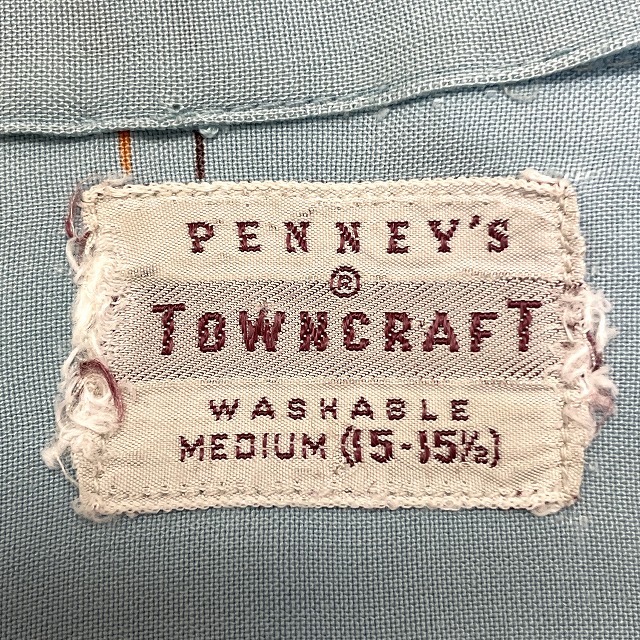 PENNEY'S
®
TOWNCRAFT
WASHABLE
MEDIUM (15-15½)